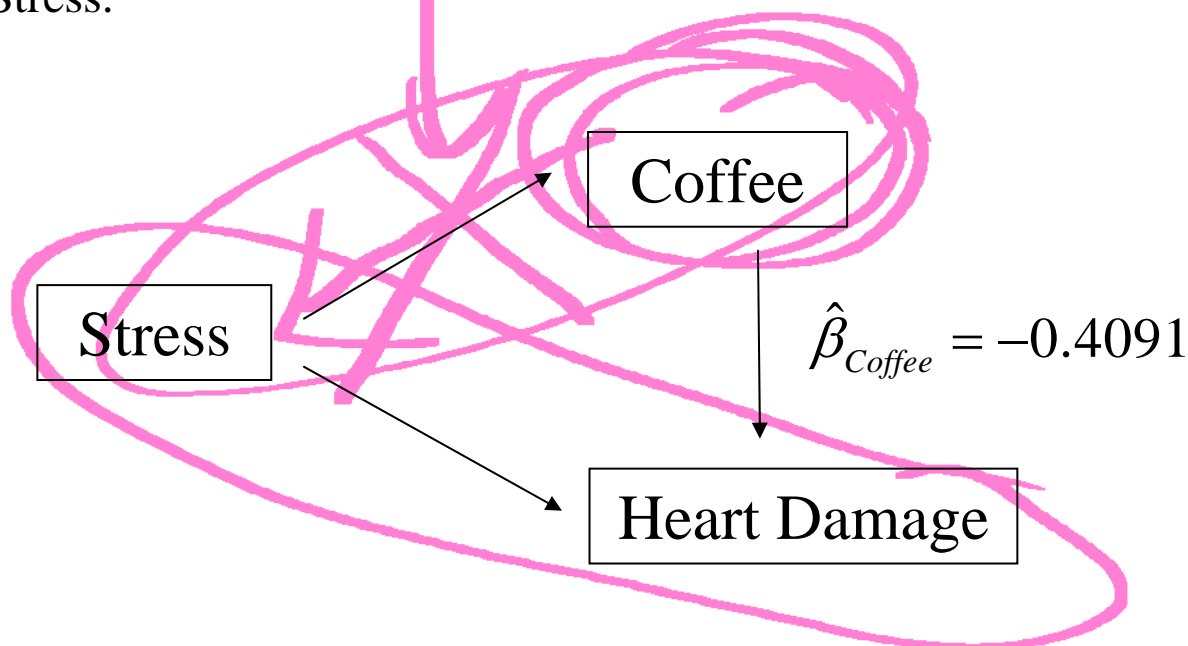 Stress.
Coffee
Stress
β̂_Coffee = −0.4091
Heart Damage